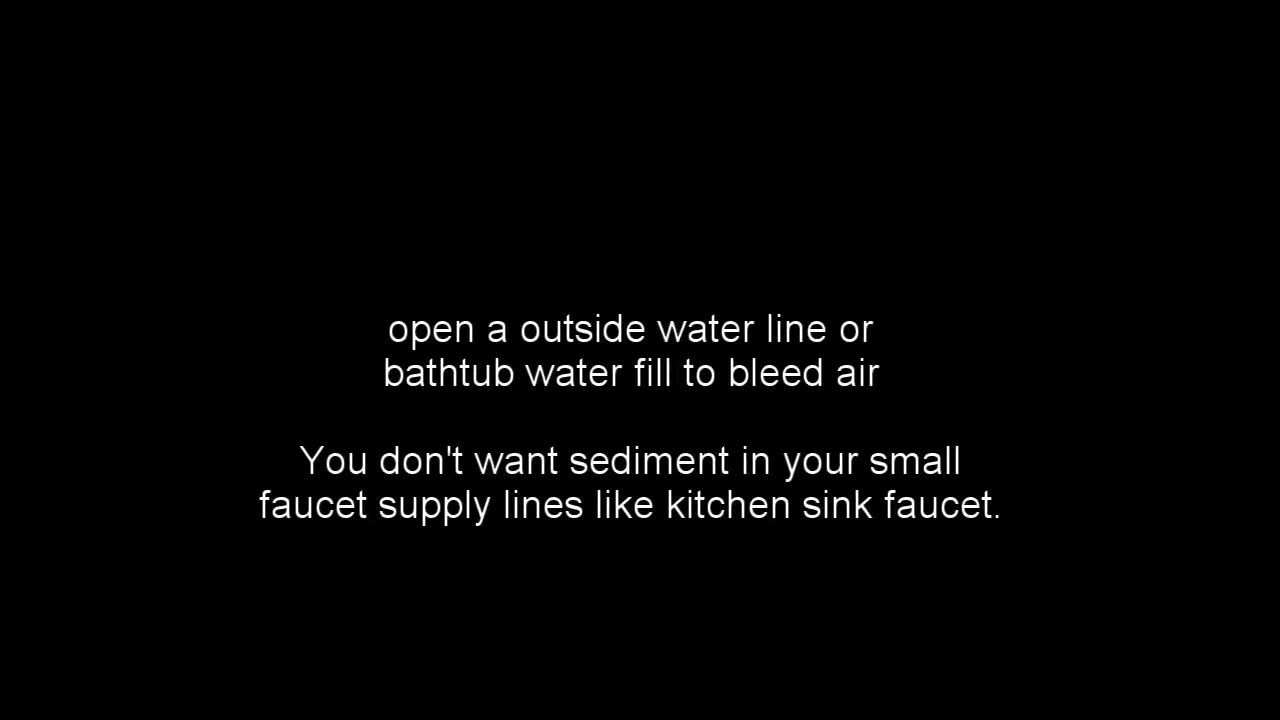 open a outside water line or
bathtub water fill to bleed air
You don't want sediment in your small
faucet supply lines like kitchen sink faucet.